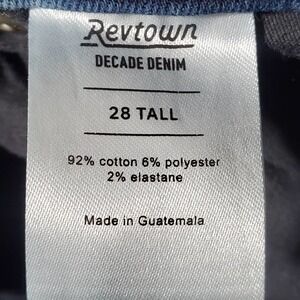 Revtown
DECADE DENIM
28 TALL
92% cotton 6% polyester
2% elastane
Made in Guatemala